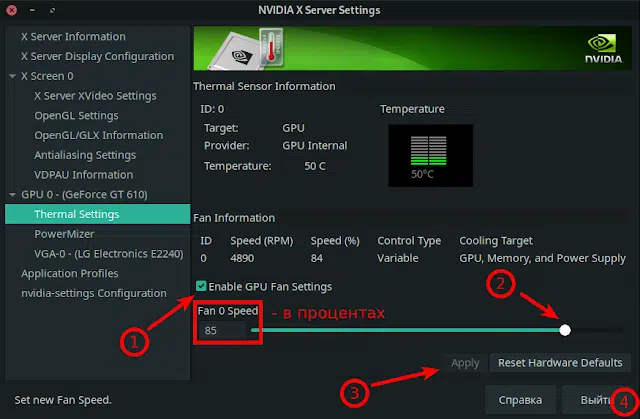 NVIDIA X Server Settings
X Server Information
X Server Display Configuration
X Screen 0
X Server XVideo Settings
OpenGL Settings
OpenGL/GLX Information
Antialiasing Settings
VDPAU Information
GPU 0 - (GeForce GT 610)
Thermal Settings
PowerMizer
VGA-0 - (LG Electronics E2240)
Application Profiles
nvidia-settings Configuration
NVIDIA.
Thermal Sensor Information
ID: 0
Temperature
Target: GPU
Provider: GPU Internal
Temperature: 50 C
50°C
Fan Information
ID Speed (RPM) Speed (%) Control Type Cooling Target
0 4890 84 Variable GPU, Memory, and Power Supply
Enable GPU Fan Settings
Fan 0 Speed - в процентах
85
1
2
3
Apply Reset Hardware Defaults
Set new Fan Speed.
Справка Выйти 4